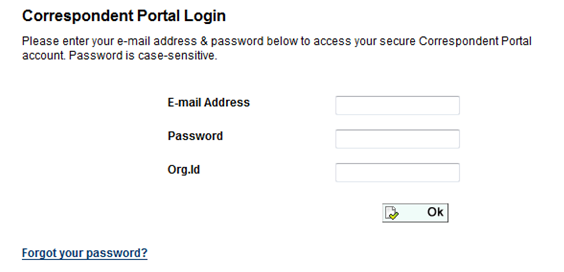 Correspondent Portal Login
Please enter your e-mail address & password below to access your secure Correspondent Portal
account. Password is case-sensitive.
E-mail Address
Password
Org.Id
Ok
Forgot your password?